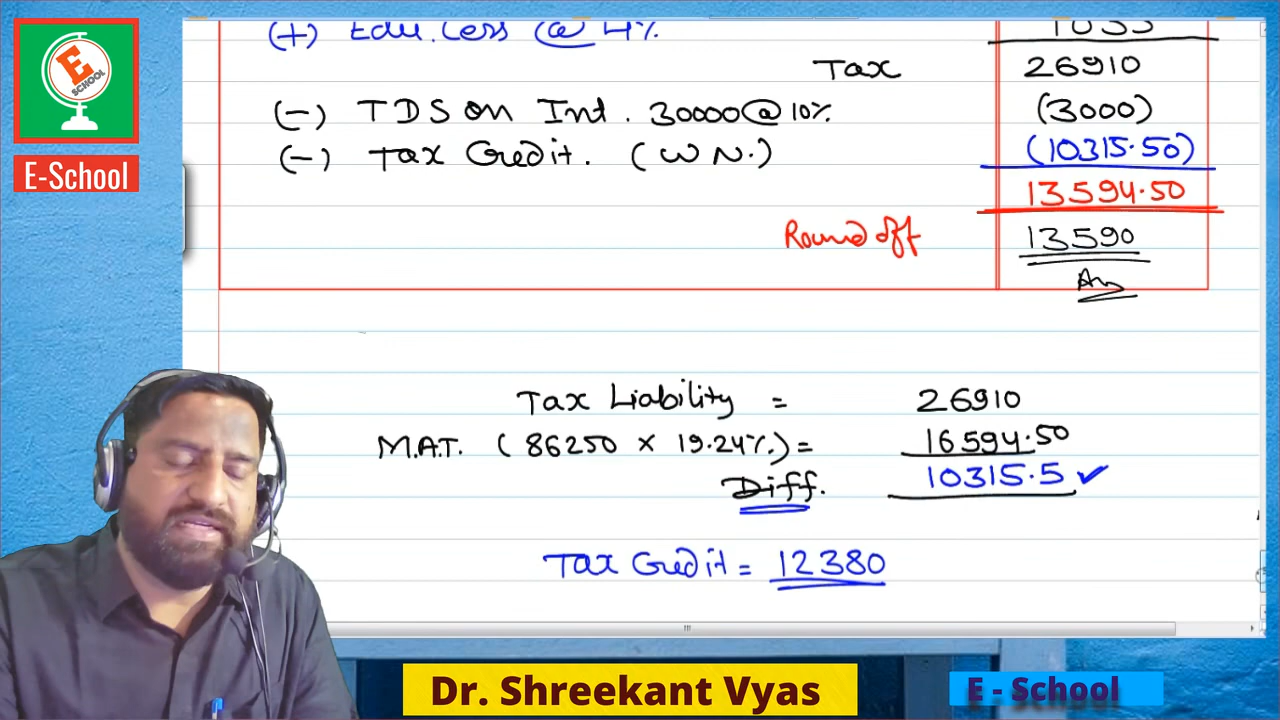 (+) Edu. Cess @ 4% 1035
Tax 26910
(-) TDS on Int. 30000@10% (3000)
(-) Tax Credit. (W N.) (10315.50)
13594.50
Round off 13590
Ans
Tax Liability = 26910
M.A.T. (86250 x 19.24%) = 16594.50
Diff. 10315.5 ✓
Tax Credit = 12380
E
SCHOOL
E-School
Dr. Shreekant Vyas
E - School